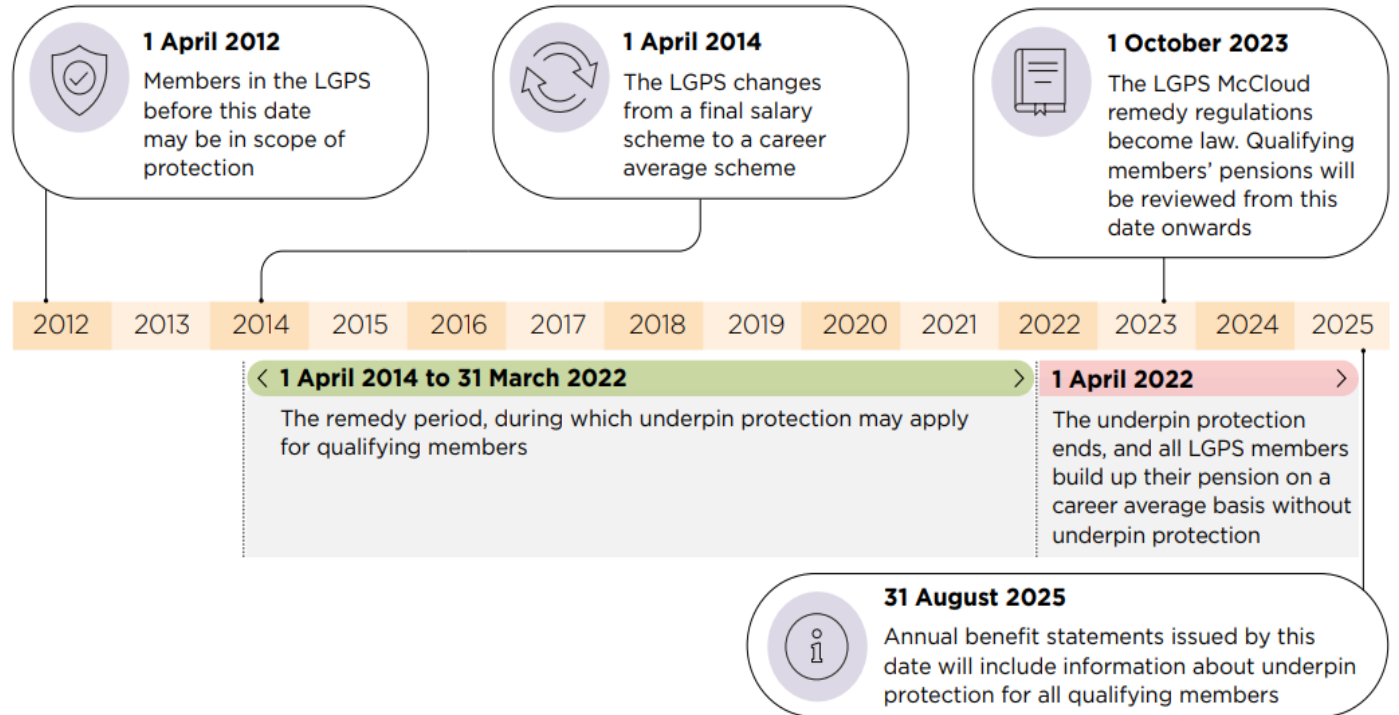 1 April 2012
Members in the LGPS
before this date
may be in scope of
protection
1 April 2014
The LGPS changes
from a final salary
scheme to a career
average scheme
1 October 2023
The LGPS McCloud
remedy regulations
become law. Qualifying
members’ pensions will
be reviewed from this
date onwards
2012 2013 2014 2015 2016 2017 2018 2019 2020 2021 2022 2023 2024 2025
1 April 2014 to 31 March 2022
The remedy period, during which underpin protection may apply
for qualifying members
1 April 2022
The underpin protection
ends, and all LGPS members
build up their pension on a
career average basis without
underpin protection
31 August 2025
Annual benefit statements issued by this
date will include information about underpin
protection for all qualifying members